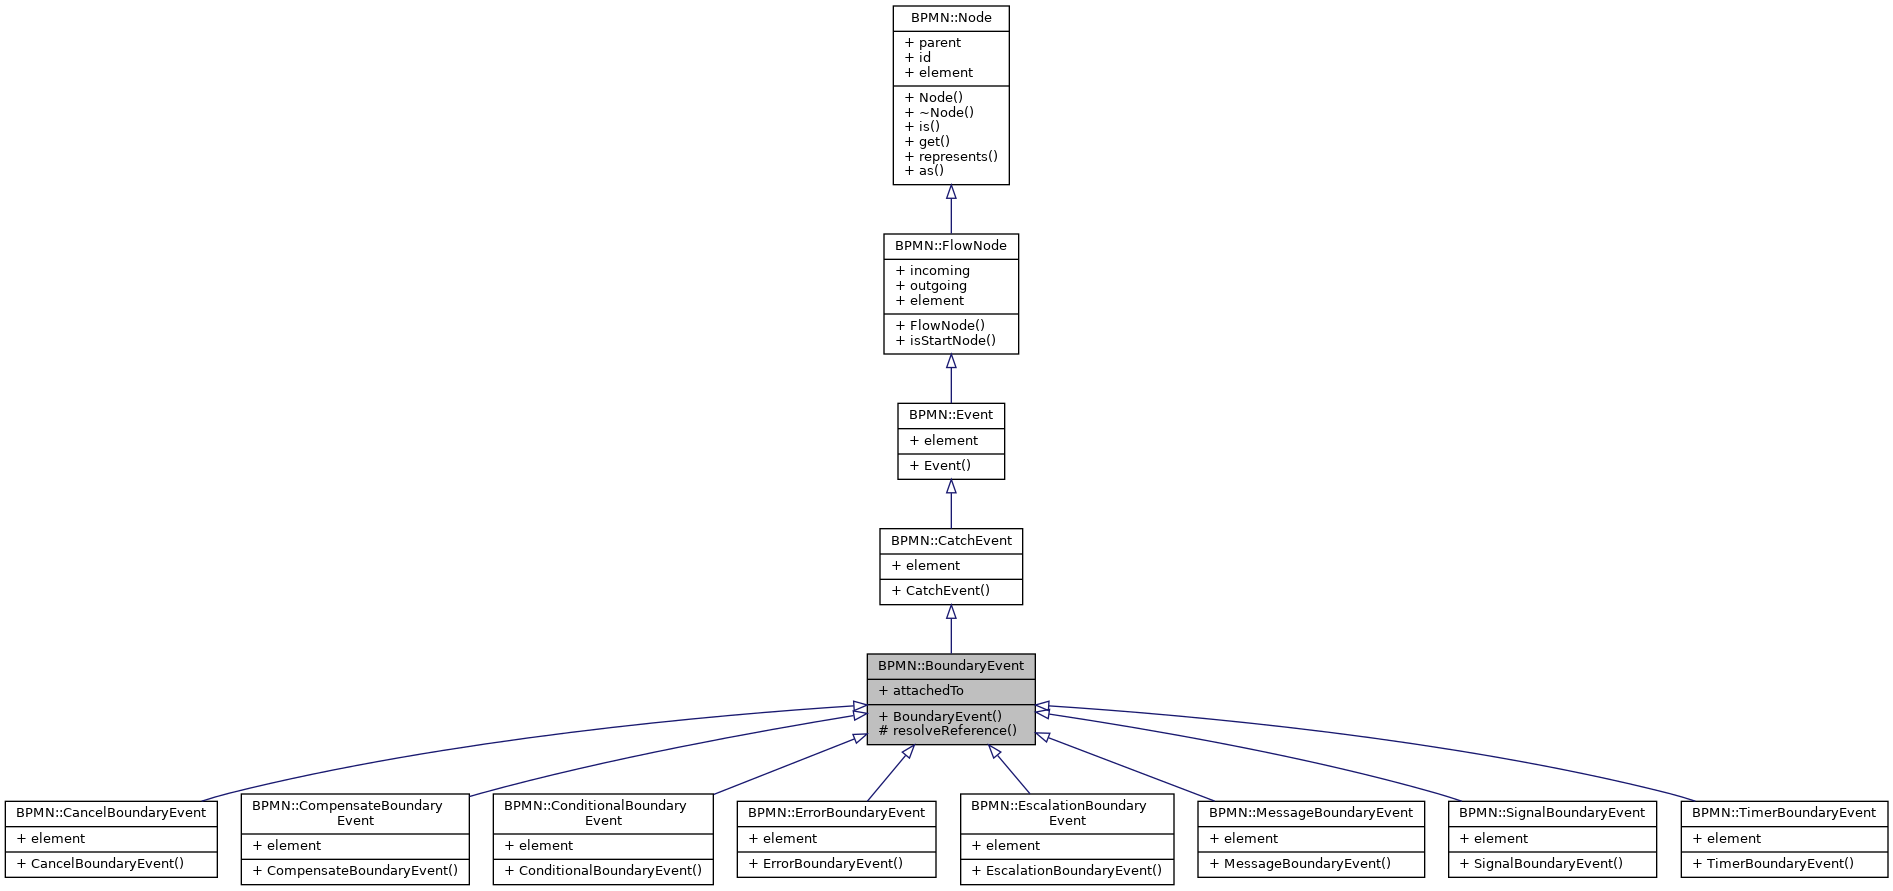 BPMN::Node
+ parent
+ id
+ element
+ Node()
+ ~Node()
+ is()
+ get()
+ represents()
+ as()
BPMN::FlowNode
+ incoming
+ outgoing
+ element
+ FlowNode()
+ isStartNode()
BPMN::Event
+ element
+ Event()
BPMN::CatchEvent
+ element
+ CatchEvent()
BPMN::BoundaryEvent
+ attachedTo
+ BoundaryEvent()
# resolveReference()
BPMN::CancelBoundaryEvent
+ element
+ CancelBoundaryEvent()
BPMN::CompensateBoundary
Event
+ element
+ CompensateBoundaryEvent()
BPMN::ConditionalBoundary
Event
+ element
+ ConditionalBoundaryEvent()
BPMN::ErrorBoundaryEvent
+ element
+ ErrorBoundaryEvent()
BPMN::EscalationBoundary
Event
+ element
+ EscalationBoundaryEvent()
BPMN::MessageBoundaryEvent
+ element
+ MessageBoundaryEvent()
BPMN::SignalBoundaryEvent
+ element
+ SignalBoundaryEvent()
BPMN::TimerBoundaryEvent
+ element
+ TimerBoundaryEvent()